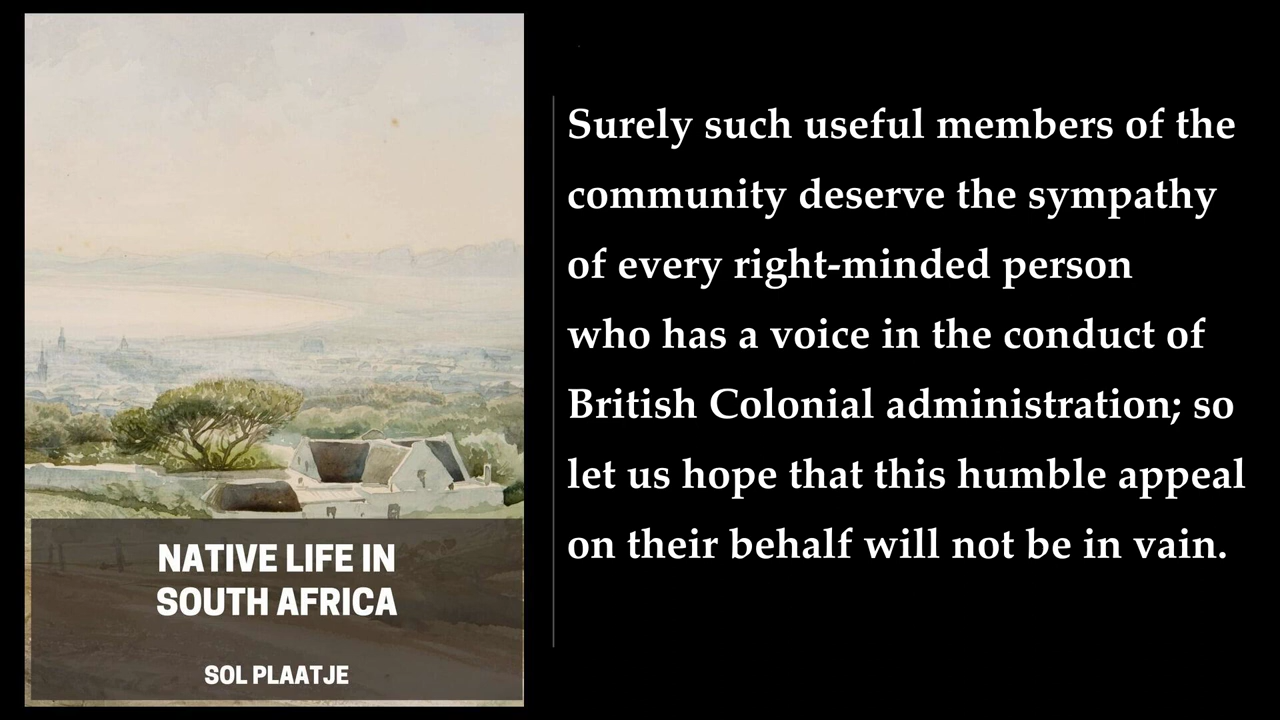 NATIVE LIFE IN
SOUTH AFRICA
SOL PLAATJE
Surely such useful members of the
community deserve the sympathy
of every right-minded person
who has a voice in the conduct of
British Colonial administration; so
let us hope that this humble appeal
on their behalf will not be in vain.